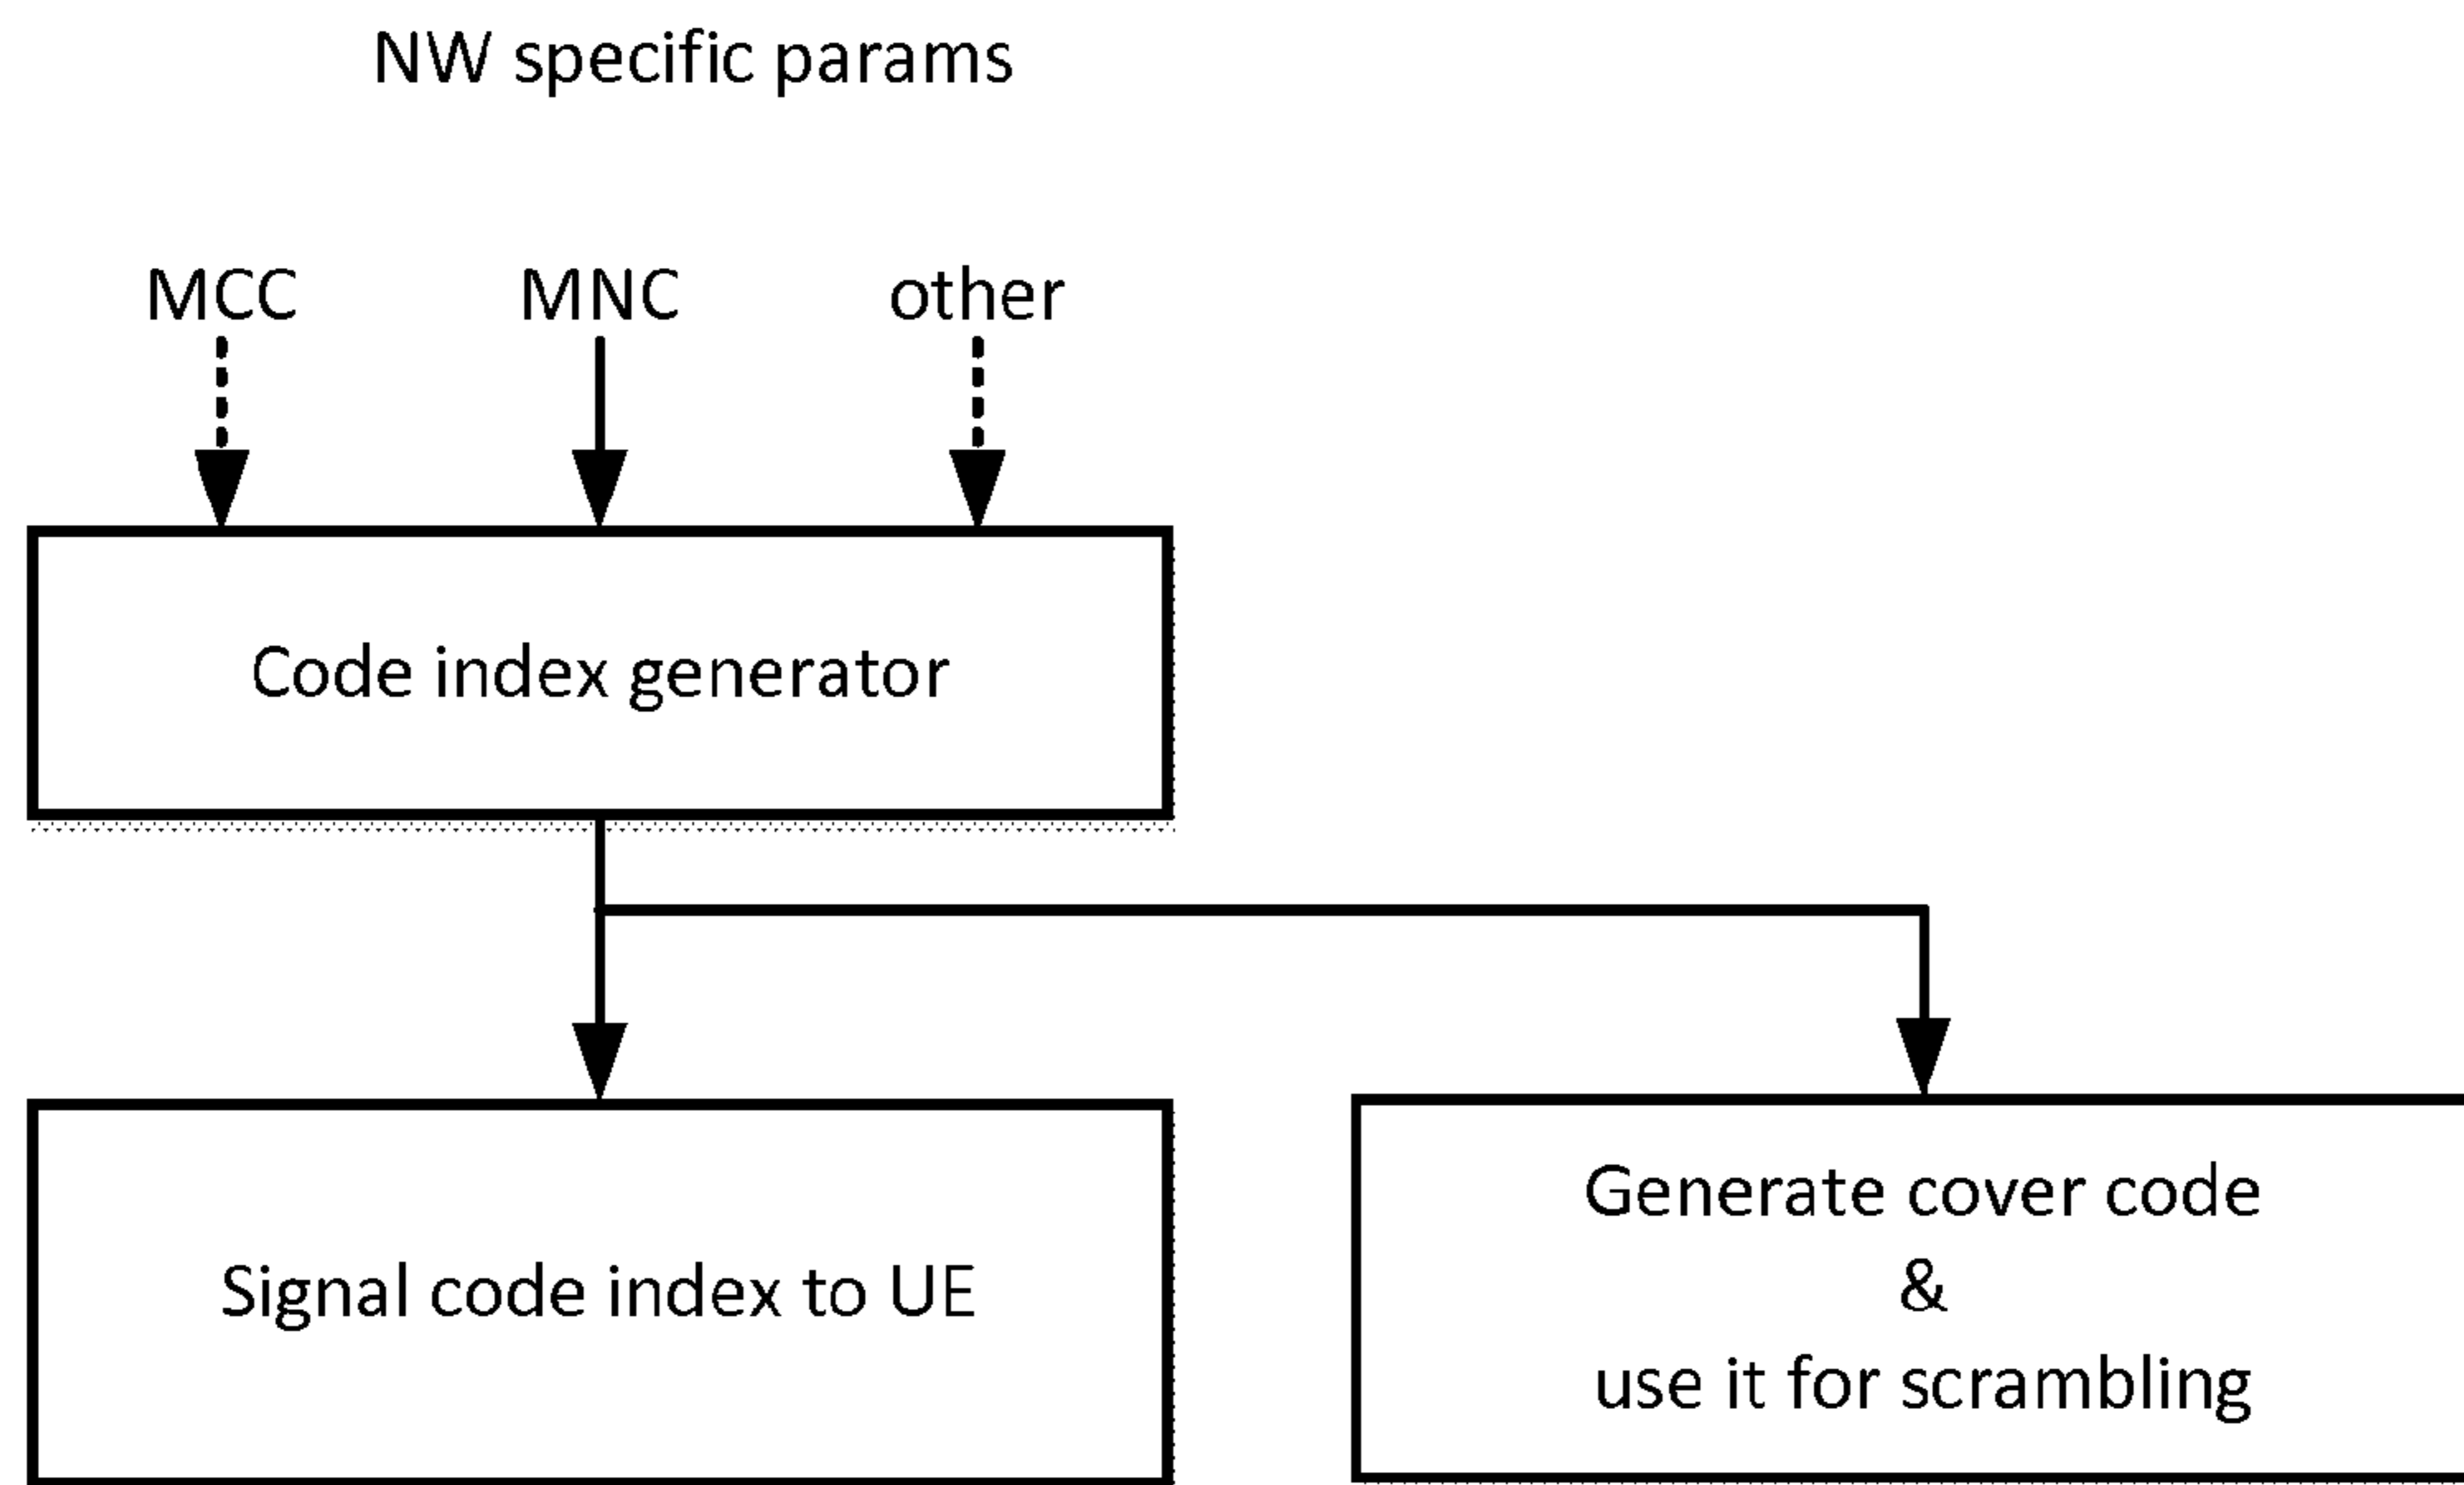 NW specific params
MCC
MNC
other
Code index generator
Signal code index to UE
Generate cover code
&
use it for scrambling